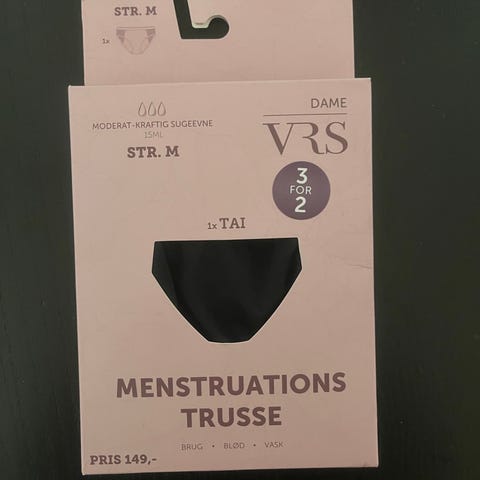 STR. M
1x
MODERAT-KRAFTIG SUGEEVNE
15ML
STR. M
DAME
VRS
3
FOR
2
1x TAI
MENSTRUATIONS
TRUSSE
BRUG • BLØD • VASK
PRIS 149,-